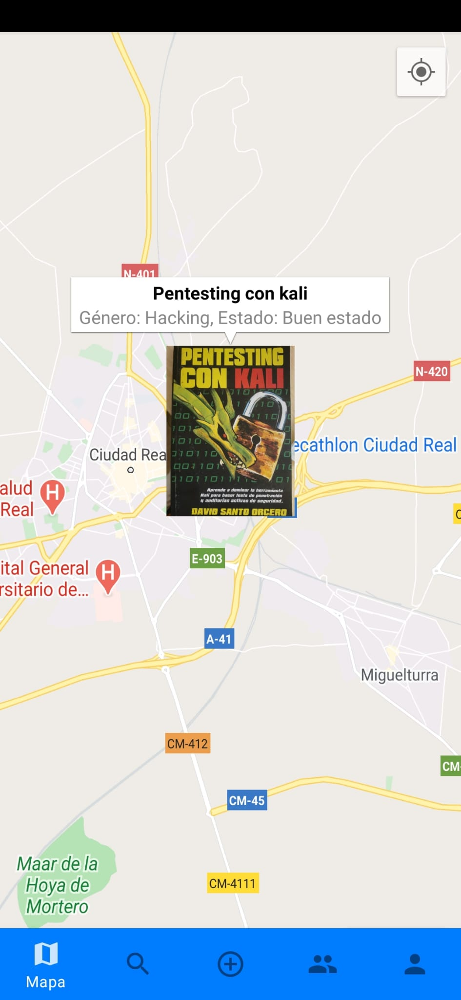 N-401
Pentesting con kali
Género: Hacking, Estado: Buen estado
PENTESTING
CON KALI
Aprende a dominar la herramienta
Kali para hacer tests de penetración
y auditorías activas de seguridad.
DAVID SANTO ORCERO
N-420
ecathlon Ciudad Real
Ciudad Rea
alud
Real
H
C
E-903
ital General
rsitario de...
H
A-41
Miguelturra
CM-412
CM-
CM-45
Maar de la
Hoya de
Mortero
CM-4111
Mapa